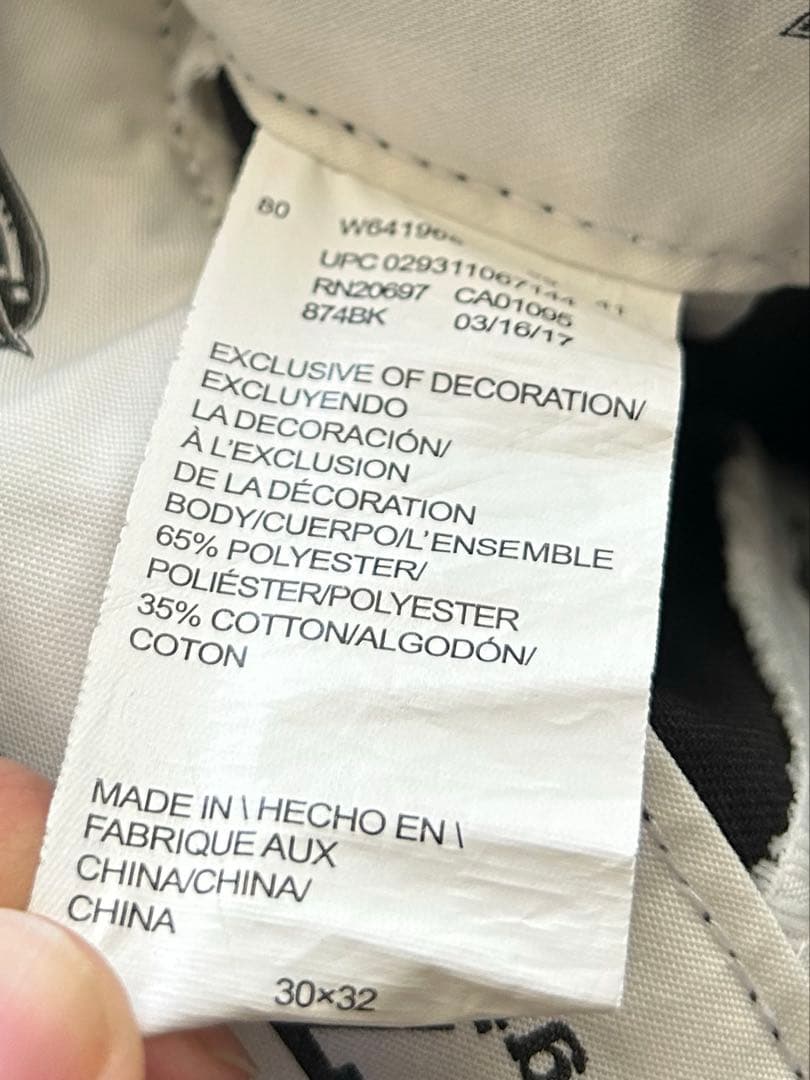 80
UPC 029311067144 41
RN20697 CA01095
874BK 03/16/17
EXCLUSIVE OF DECORATION/
EXCLUYENDO
LA DECORACIÓN/
À L'EXCLUSION
DE LA DÉCORATION
BODY/CUERPO/L'ENSEMBLE
65% POLYESTER/
POLIÉSTER/POLYESTER
35% COTTON/ALGODÓN/
COTON
MADE IN \ HECHO EN \
FABRIQUE AUX
CHINA/CHINA/
CHINA
30×32